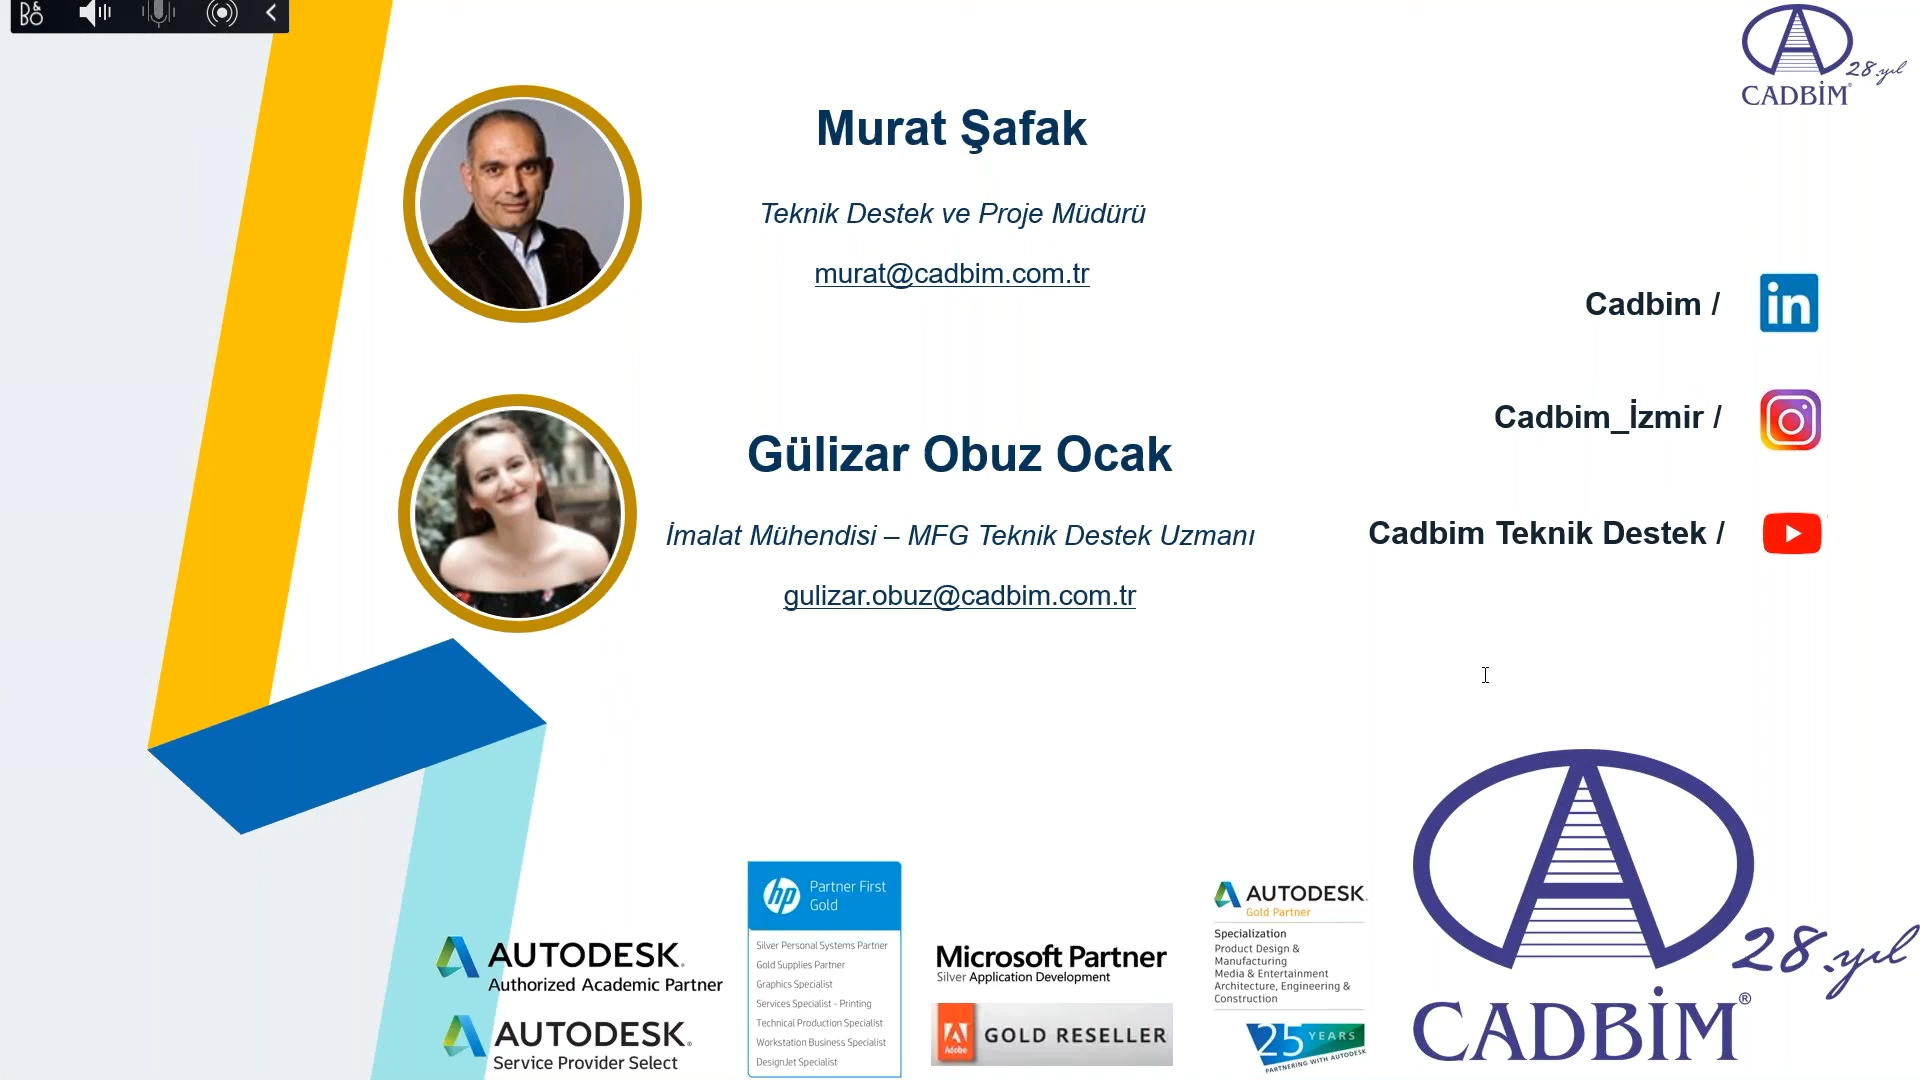 28.yıl
CADBİM®
Murat Şafak
Teknik Destek ve Proje Müdürü
murat@cadbim.com.tr
Cadbim /
in
Cadbim_İzmir /
Gülizar Obuz Ocak
İmalat Mühendisi – MFG Teknik Destek Uzmanı
gulizar.obuz@cadbim.com.tr
Cadbim Teknik Destek /
AUTODESK.
Authorized Academic Partner
AUTODESK.
Service Provider Select
hp
Partner First
Gold
Silver Personal Systems Partner
Gold Supplies Partner
Graphics Specialist
Services Specialist - Printing
Technical Production Specialist
Workstation Business Specialist
DesignJet Specialist
Microsoft Partner
Silver Application Development
Adobe
GOLD RESELLER
AUTODESK.
Gold Partner
Specialization
Product Design &
Manufacturing
Media & Entertainment
Architecture, Engineering &
Construction
25 YEARS
PARTNERING WITH AUTODESK
28.yıl
CADBİM®